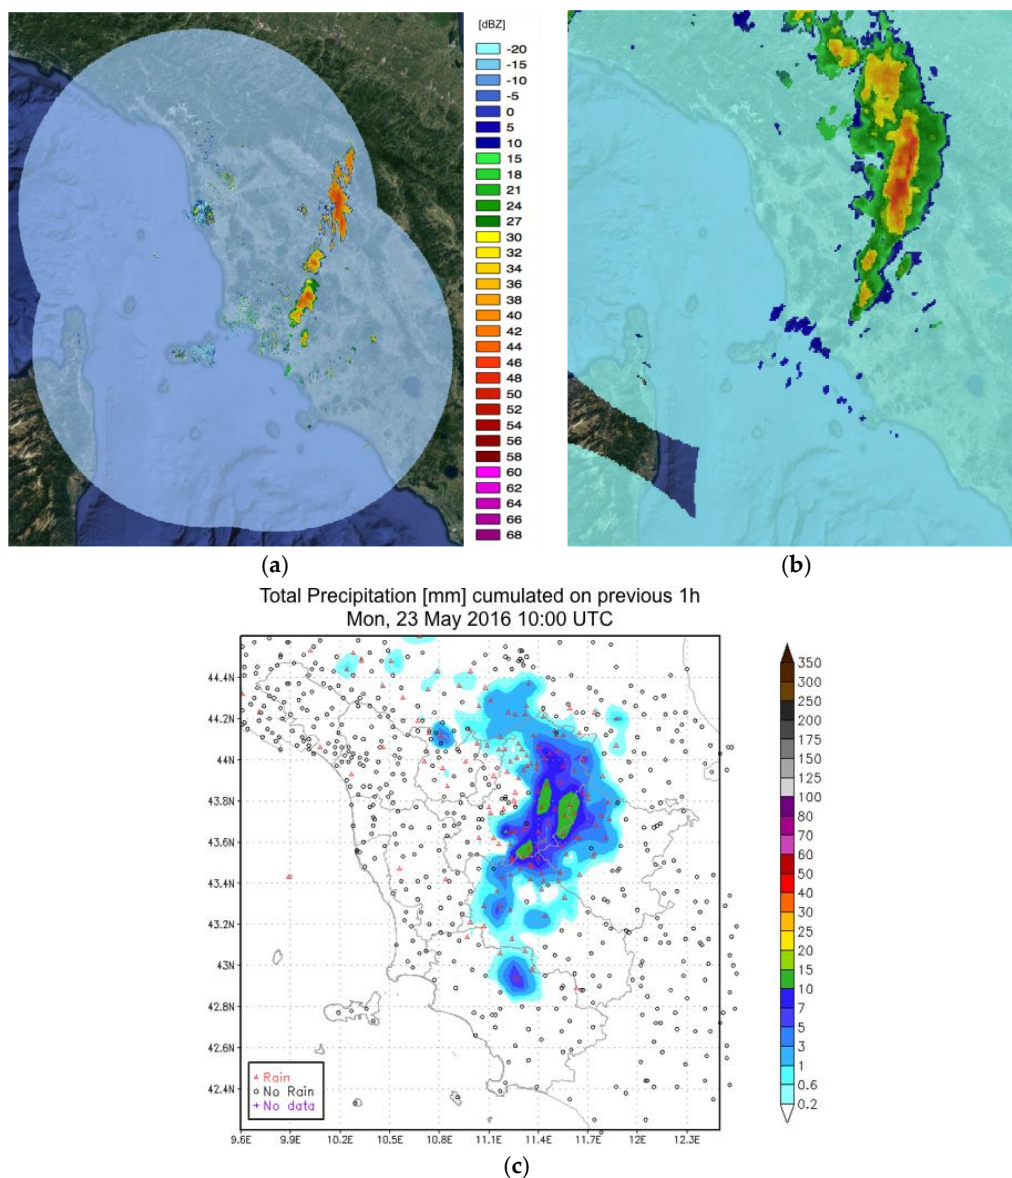 [dBZ]
-20
-15
-10
-5
0
5
10
15
18
21
24
27
30
32
34
36
38
40
42
44
46
48
50
52
54
56
58
60
62
64
66
68
(a)
(b)
Total Precipitation [mm] cumulated on previous 1h
Mon, 23 May 2016 10:00 UTC
44.4N
44.2N
44N
43.8N
43.6N
43.4N
43.2N
43N
42.8N
42.6N
42.4N
Rain
No Rain
No data
9.6E 9.9E 10.2E 10.5E 10.8E 11.1E 11.4E 11.7E 12E 12.3E
350
300
250
200
175
150
125
100
80
70
60
50
40
30
25
20
15
10
7
5
3
1
0.6
0.2
(c)